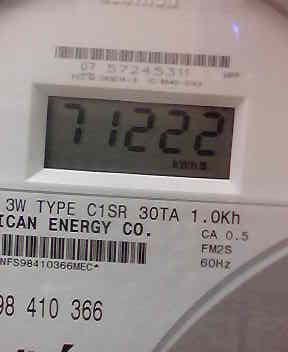 07 57245311
71222
kWh
3W TYPE C1SR 30TA 1.0Kh
ICAN ENERGY CO.
CA 0.5
FM2S
60Hz
NFS98410366MEC*
98 410 366